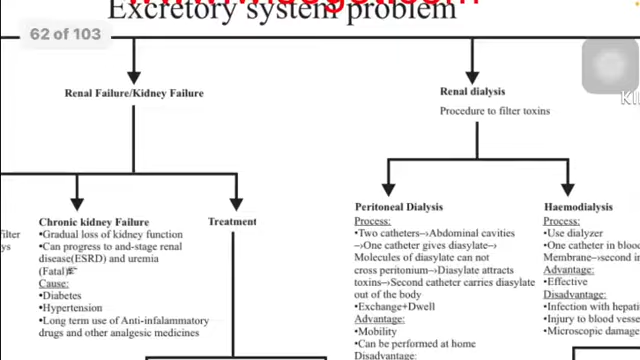 Excretory system problem
62 of 103
Renal Failure/Kidney Failure
Renal dialysis
Procedure to filter toxins
Chronic kidney Failure
•Gradual loss of kidney function
•Can progress to and-stage renal
disease(ESRD) and uremia
(Fatal)
Cause:
•Diabetes
•Hypertension
•Long term use of Anti-infalammatory
drugs and other analgesic medicines
Treatment
Peritoneal Dialysis
Process:
•Two catheters→Abdominal cavities
→One catheter gives diasylate→
Molecules of diasylate can not
cross peritonium→Diasylate attracts
toxins→Second catheter carries diasylate
out of the body
•Exchange+Dwell
Advantage:
•Mobility
•Can be performed at home
Disadvantage:
Haemodialysis
Process:
•Use dialyzer
•One catheter in blood
Membrane→second in
Advantage:
•Effective
Disadvantage:
•Infection with hepati
•Injury to blood vesse
•Microscopic damage